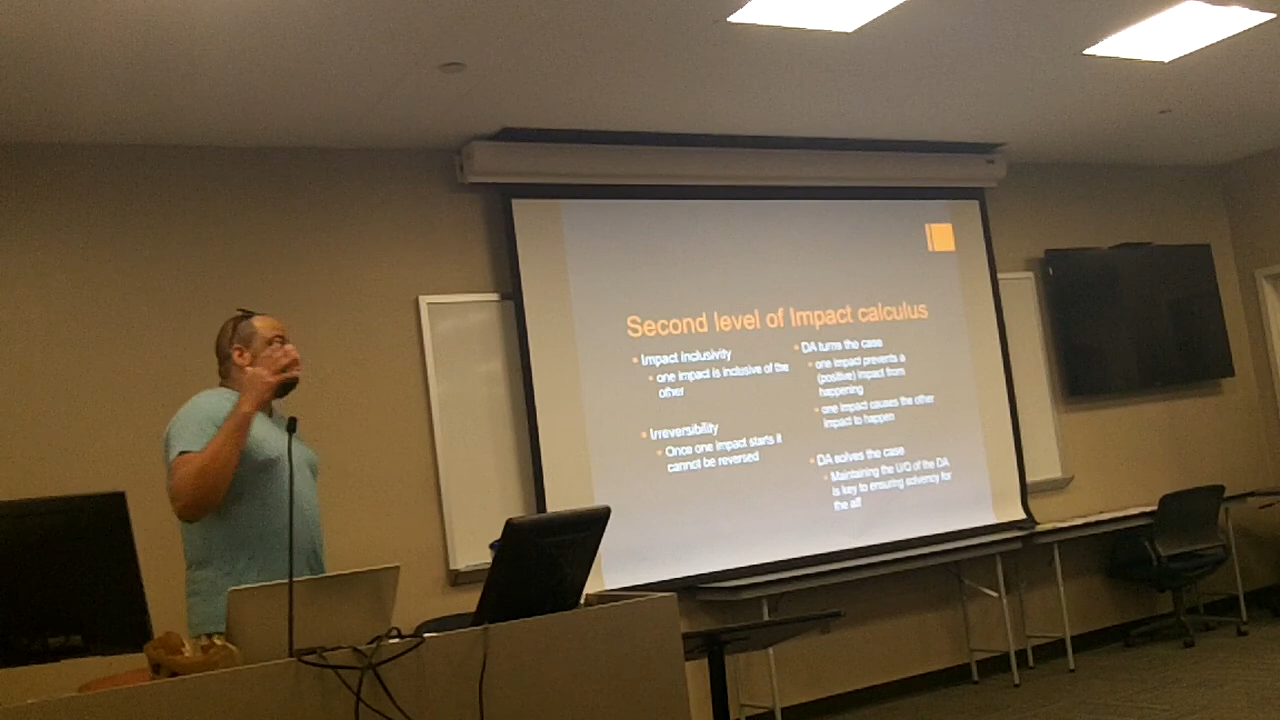 Second level of Impact calculus
Impact inclusivity
one impact is inclusive of the
other
Irreversibility
Once one impact starts it
cannot be reversed
DA turns the case
one impact prevents a
(positive) impact from
happening
one impact causes the other
impact to happen
DA solves the case
Maintaining the U/Q of the DA
is key to ensuring solvency for
the aff